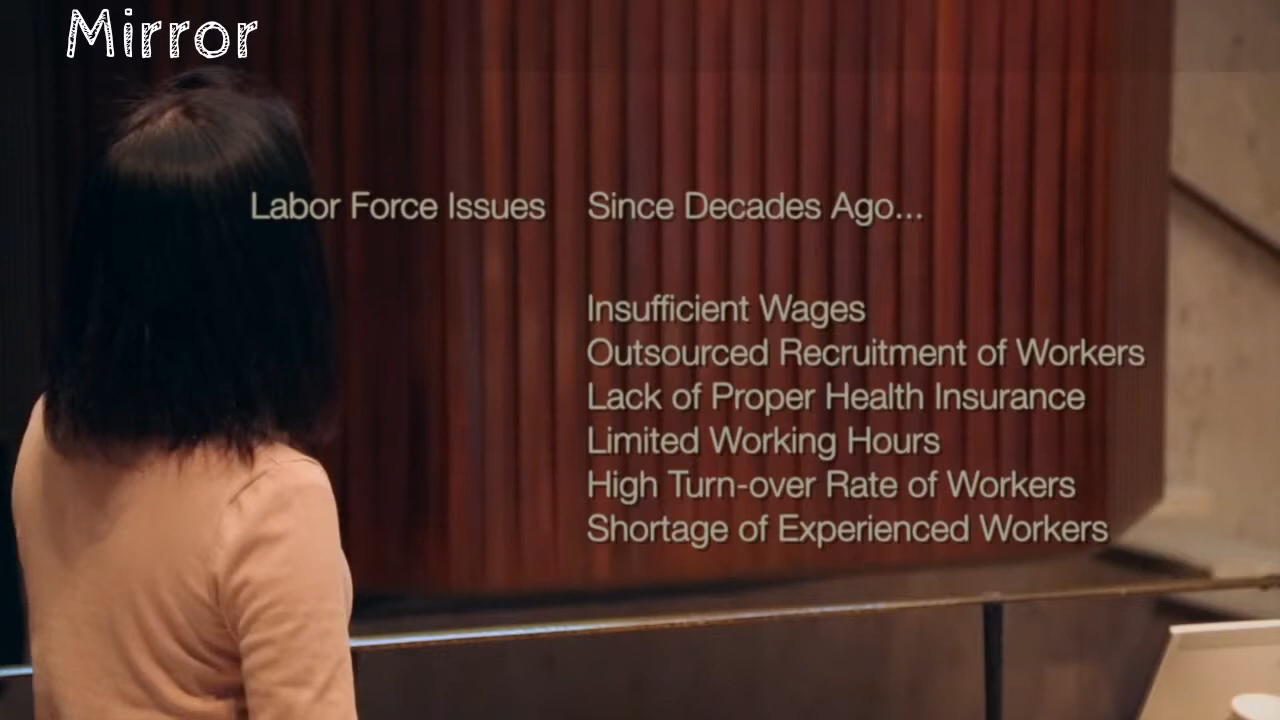 Mirror
Labor Force Issues Since Decades Ago...
Insufficient Wages
Outsourced Recruitment of Workers
Lack of Proper Health Insurance
Limited Working Hours
High Turn-over Rate of Workers
Shortage of Experienced Workers